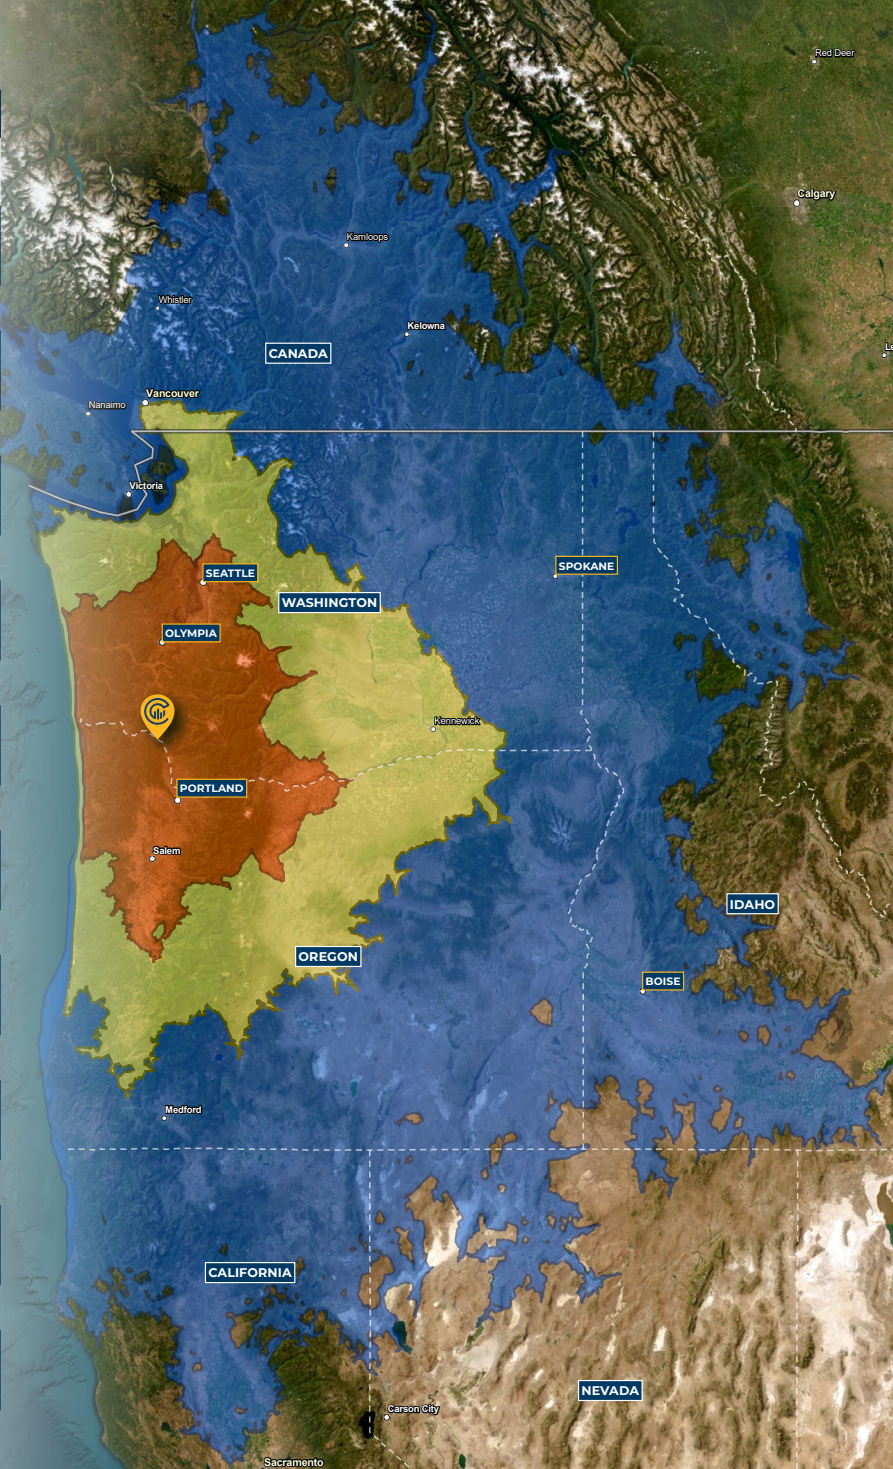 Red Deer
Calgary
Kamloops
Whistler
Kelowna
Le
CANADA
Vancouver
Nanaimo
Victoria
SPOKANE
SEATTLE
WASHINGTON
OLYMPIA
Kennewick
PORTLAND
Salem
IDAHO
OREGON
BOISE
Medford
CALIFORNIA
NEVADA
Carson City
Sacramento